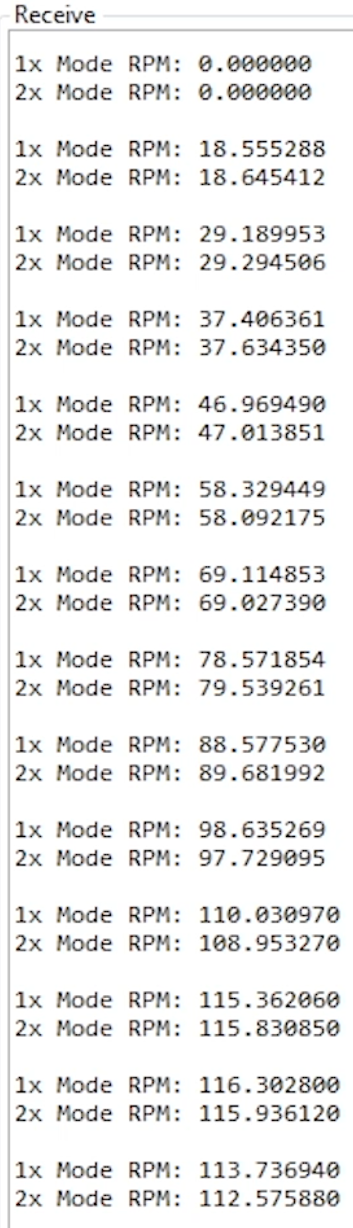 Receive
1x Mode RPM: 0.000000
2x Mode RPM: 0.000000
1x Mode RPM: 18.555288
2x Mode RPM: 18.645412
1x Mode RPM: 29.189953
2x Mode RPM: 29.294506
1x Mode RPM: 37.406361
2x Mode RPM: 37.634350
1x Mode RPM: 46.969490
2x Mode RPM: 47.013851
1x Mode RPM: 58.329449
2x Mode RPM: 58.092175
1x Mode RPM: 69.114853
2x Mode RPM: 69.027390
1x Mode RPM: 78.571854
2x Mode RPM: 79.539261
1x Mode RPM: 88.577530
2x Mode RPM: 89.681992
1x Mode RPM: 98.635269
2x Mode RPM: 97.729095
1x Mode RPM: 110.030970
2x Mode RPM: 108.953270
1x Mode RPM: 115.362060
2x Mode RPM: 115.830850
1x Mode RPM: 116.302800
2x Mode RPM: 115.936120
1x Mode RPM: 113.736940
2x Mode RPM: 112.575880